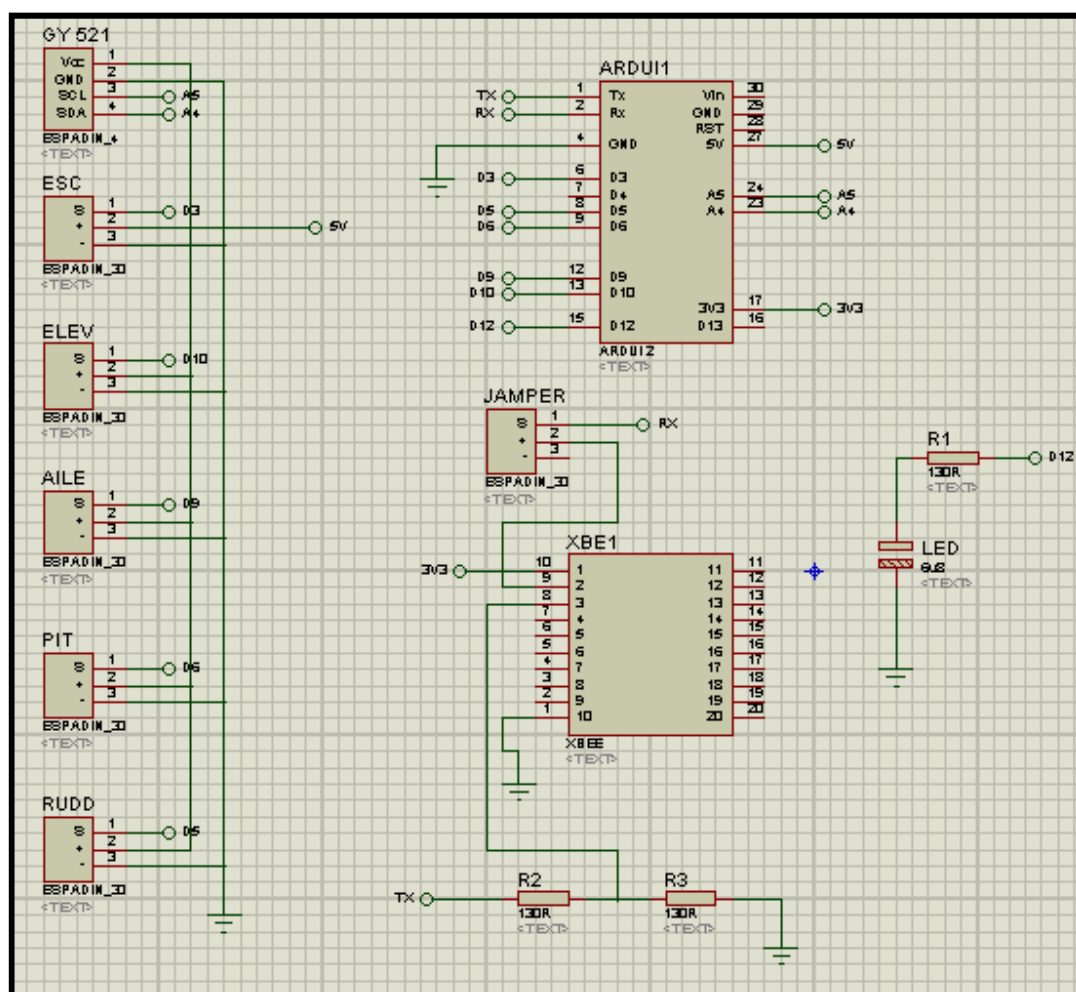 GY 521
Vcc 1
GND 2
SCL 3 A5
SDA 4 A4
ESPADIN_4
<TEXT>
ESC
S 1 D3
+ 2 5V
- 3
ESPADIN_3D
<TEXT>
ELEV
S 1 D10
+ 2
- 3
ESPADIN_3D
<TEXT>
AILE
S 1 D9
+ 2
- 3
ESPADIN_3D
<TEXT>
PIT
S 1 D6
+ 2
- 3
ESPADIN_3D
<TEXT>
RUDD
S 1 D5
+ 2
- 3
ESPADIN_3D
<TEXT>
ARDUI1
TX 1 Tx Vin 30
RX 2 Rx GND 29
RST 28
4 GND 5V 27 5V
D3 6 D3
7 D4 A5 24 A5
D5 8 D5 A4 23 A4
D6 9 D6
D9 12 D9
D10 13 D10 3V3 17 3V3
D12 15 D12 D13 16
ARDUI2
<TEXT>
JAMPER
S 1 RX
+ 2
- 3
ESPADIN_3D
<TEXT>
R1 D12
130R
<TEXT>
LED
<TEXT>
XBE1
3V3 10 1 11 11
9 2 12 12
8 3 13 13
7 4 14 14
6 5 15 15
5 6 16 16
4 7 17 17
3 8 18 18
2 9 19 19
1 10 20 20
XBEE
<TEXT>
R2 R3
TX
130R 130R
<TEXT> <TEXT>